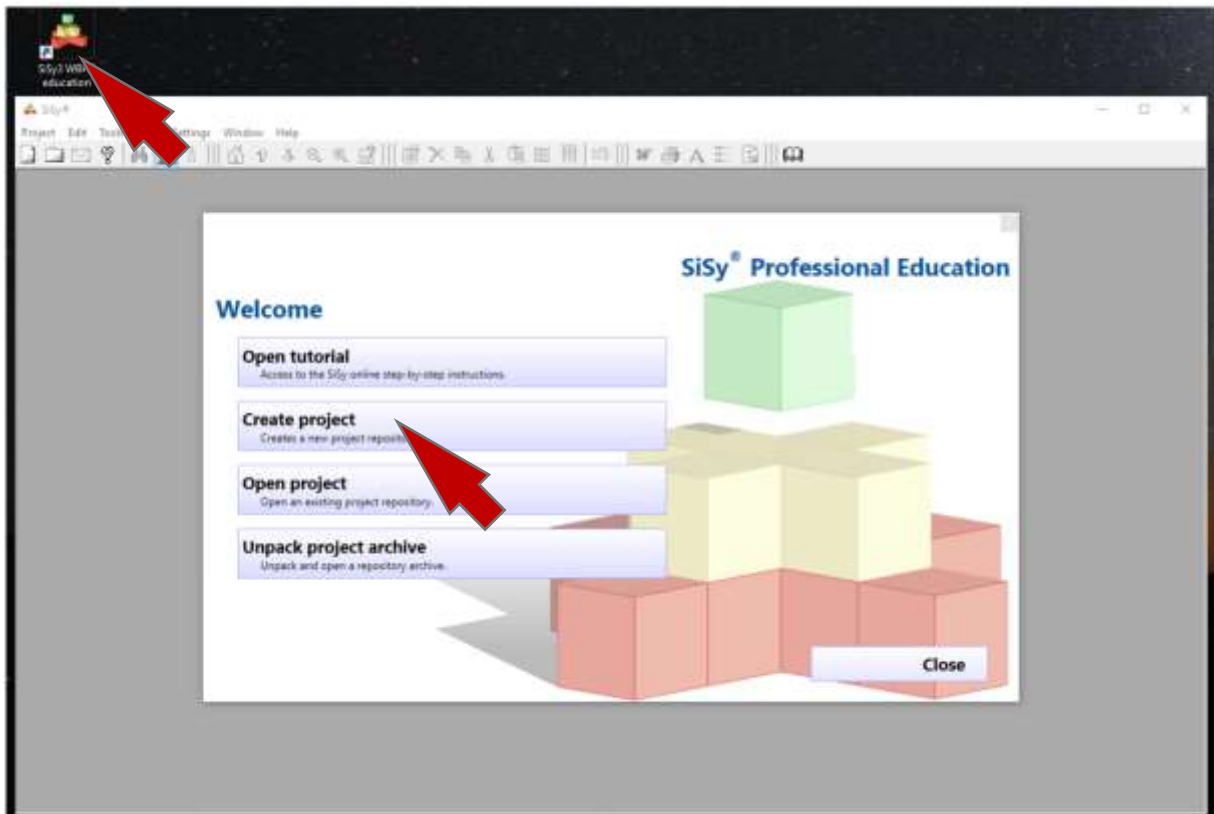 education
SiSy®
Project Edit Settings Window Help
SiSy® Professional Education
Welcome
Open tutorial
Access to the SiSy online step-by-step instructions.
Create project
Creates a new project
Open project
Open an existing project repository.
Unpack project archive
Unpack and open a repository archive.
Close